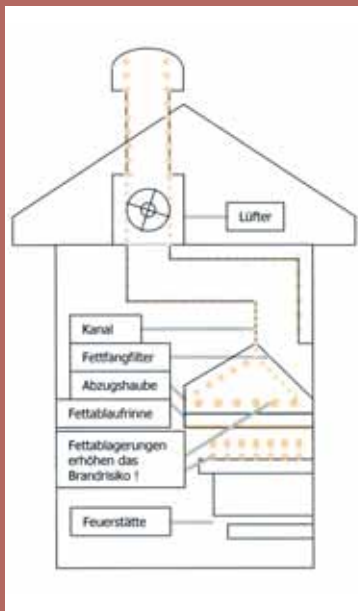 Lüfter
Kanal
Fettfangfilter
Abzugshaube
Fettablaufrinne
Fettablagerungen
erhöhen das
Brandrisiko !
Feuerstätte